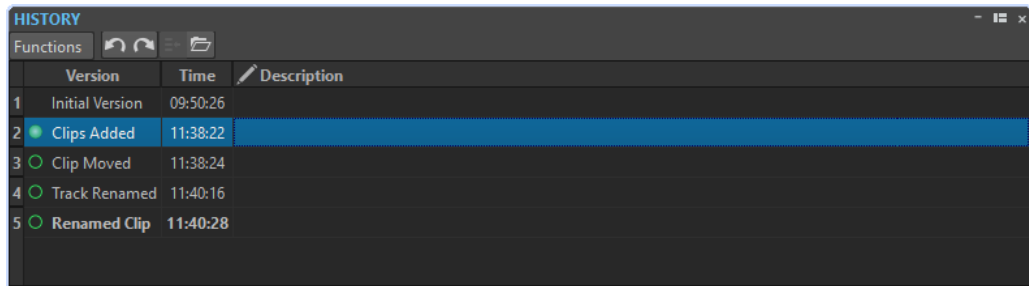 HISTORY
Functions
Version Time Description
1 Initial Version 09:50:26
2 Clips Added 11:38:22
3 Clip Moved 11:38:24
4 Track Renamed 11:40:16
5 Renamed Clip 11:40:28